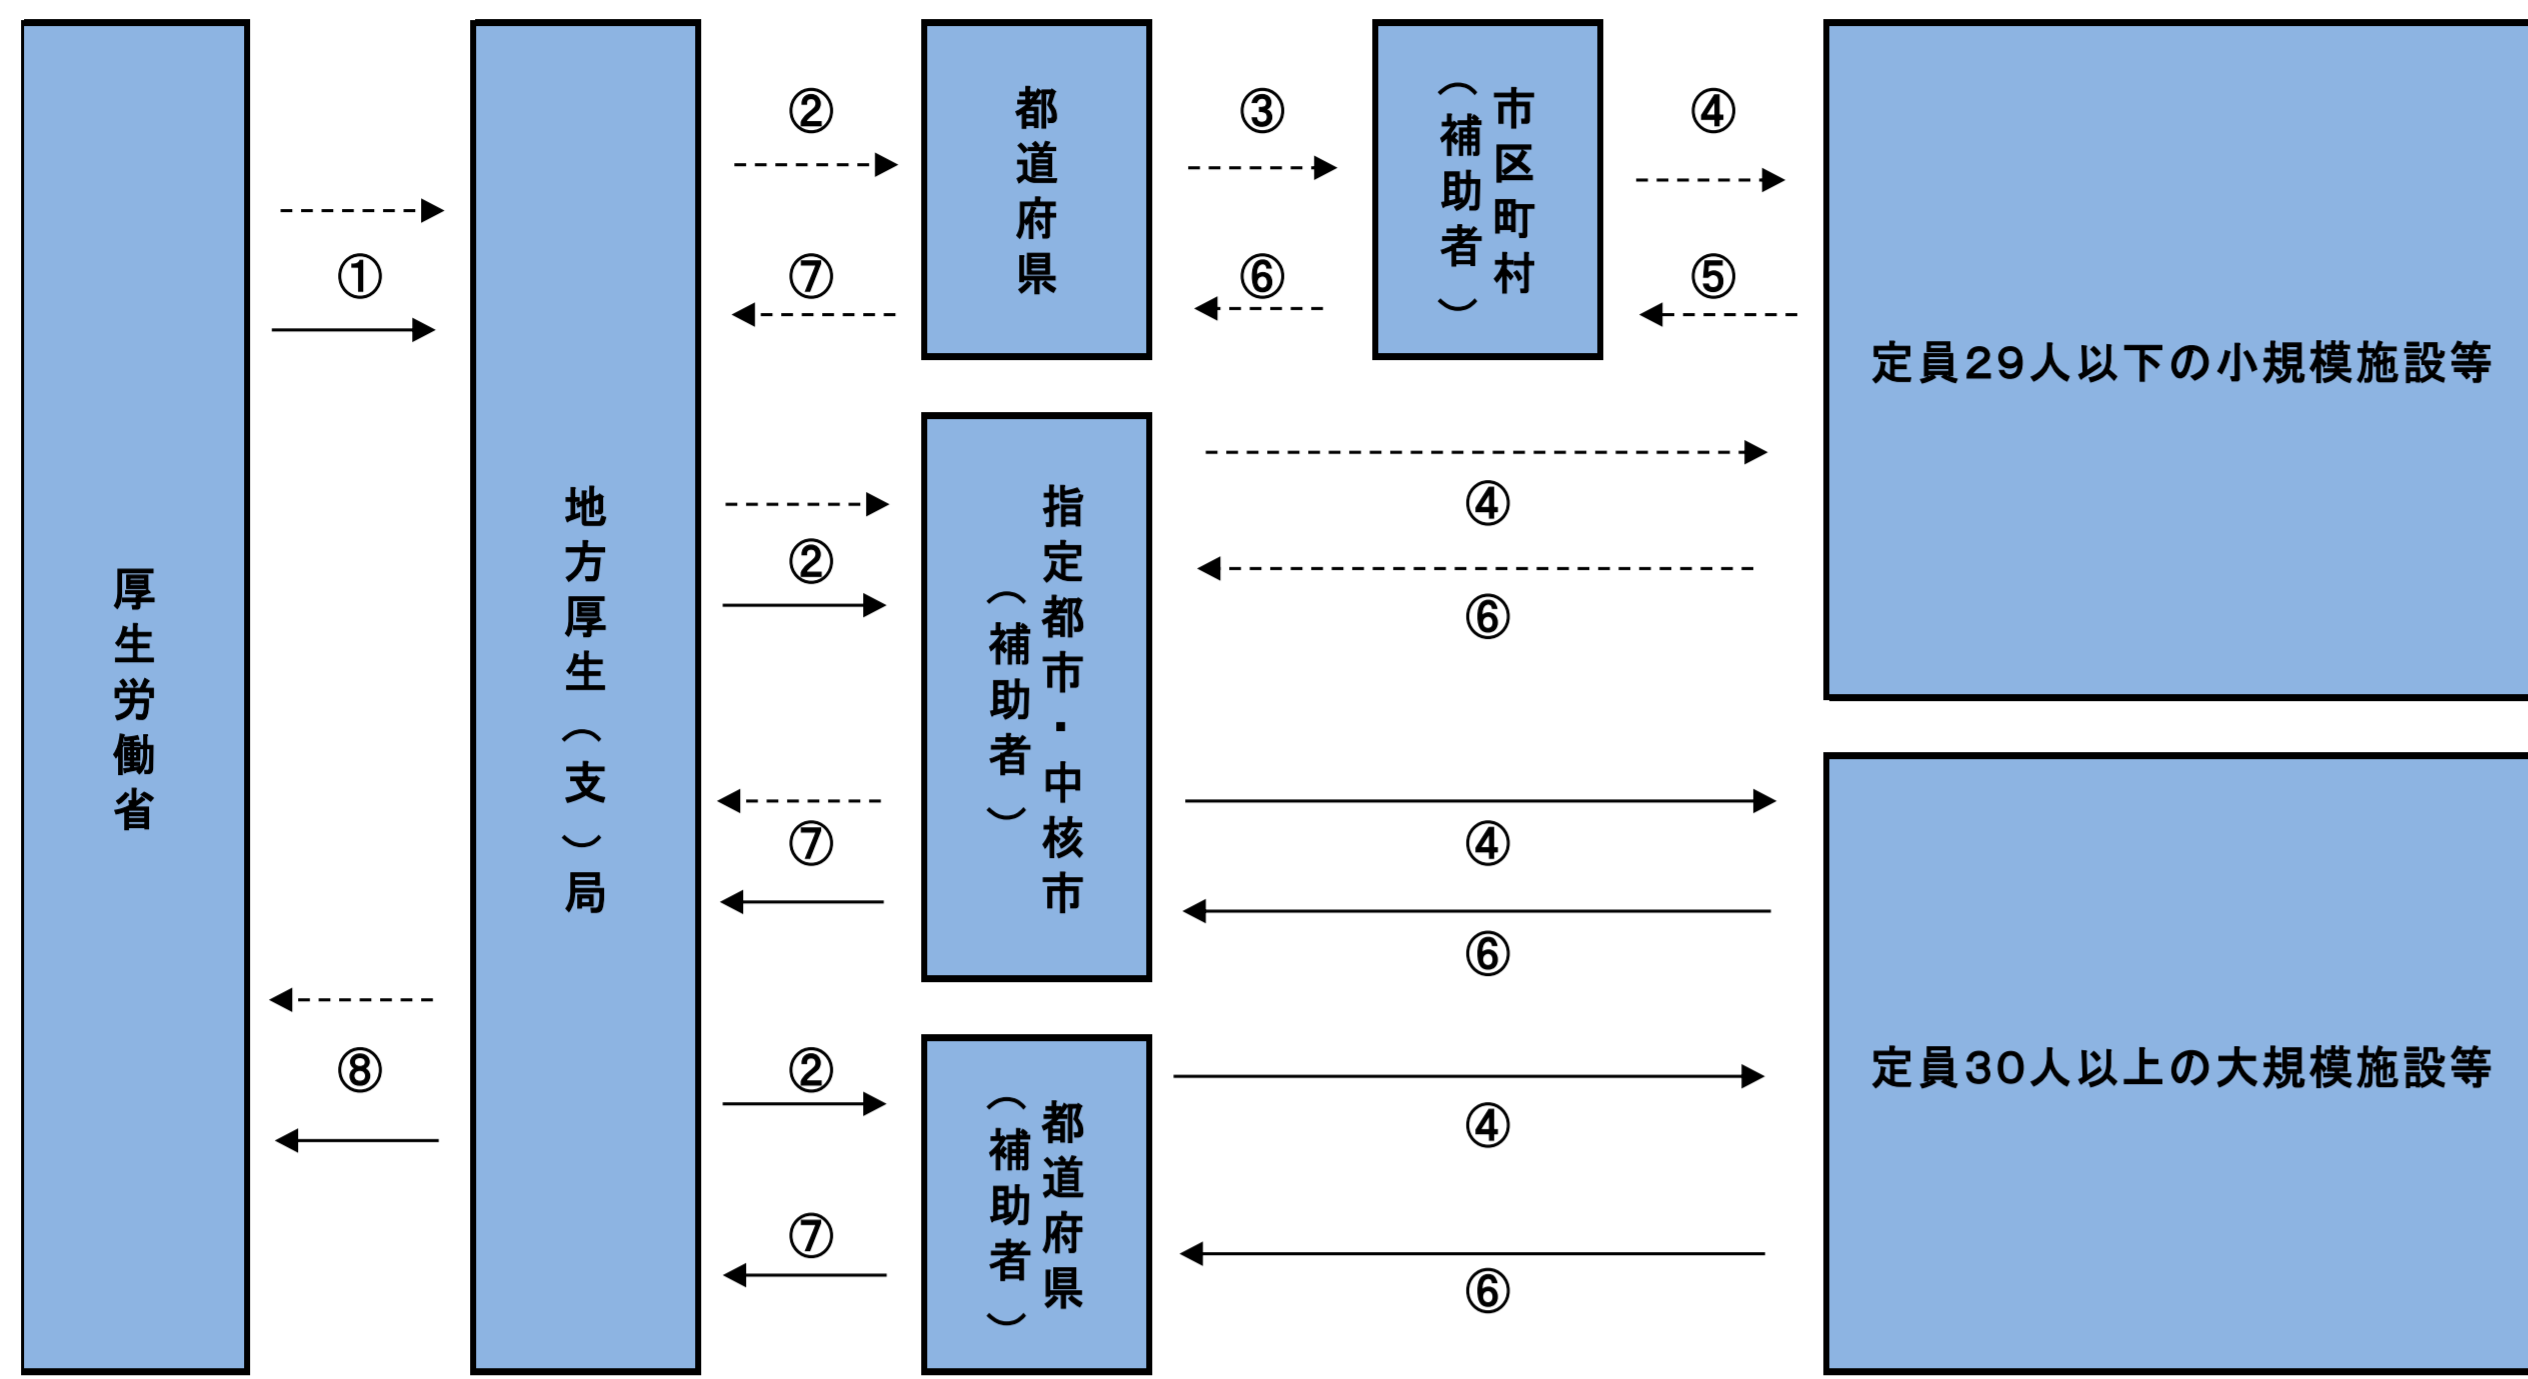 厚生労働省
①
⑧
地方厚生（支）局
②
⑦
②
⑦
②
⑦
都道府県
指定都市・中核市
（補助者）
都道府県
（補助者）
③
⑥
市区町村
（補助者）
④
⑤
④
⑥
④
⑥
④
⑥
定員29人以下の小規模施設等
定員30人以上の大規模施設等